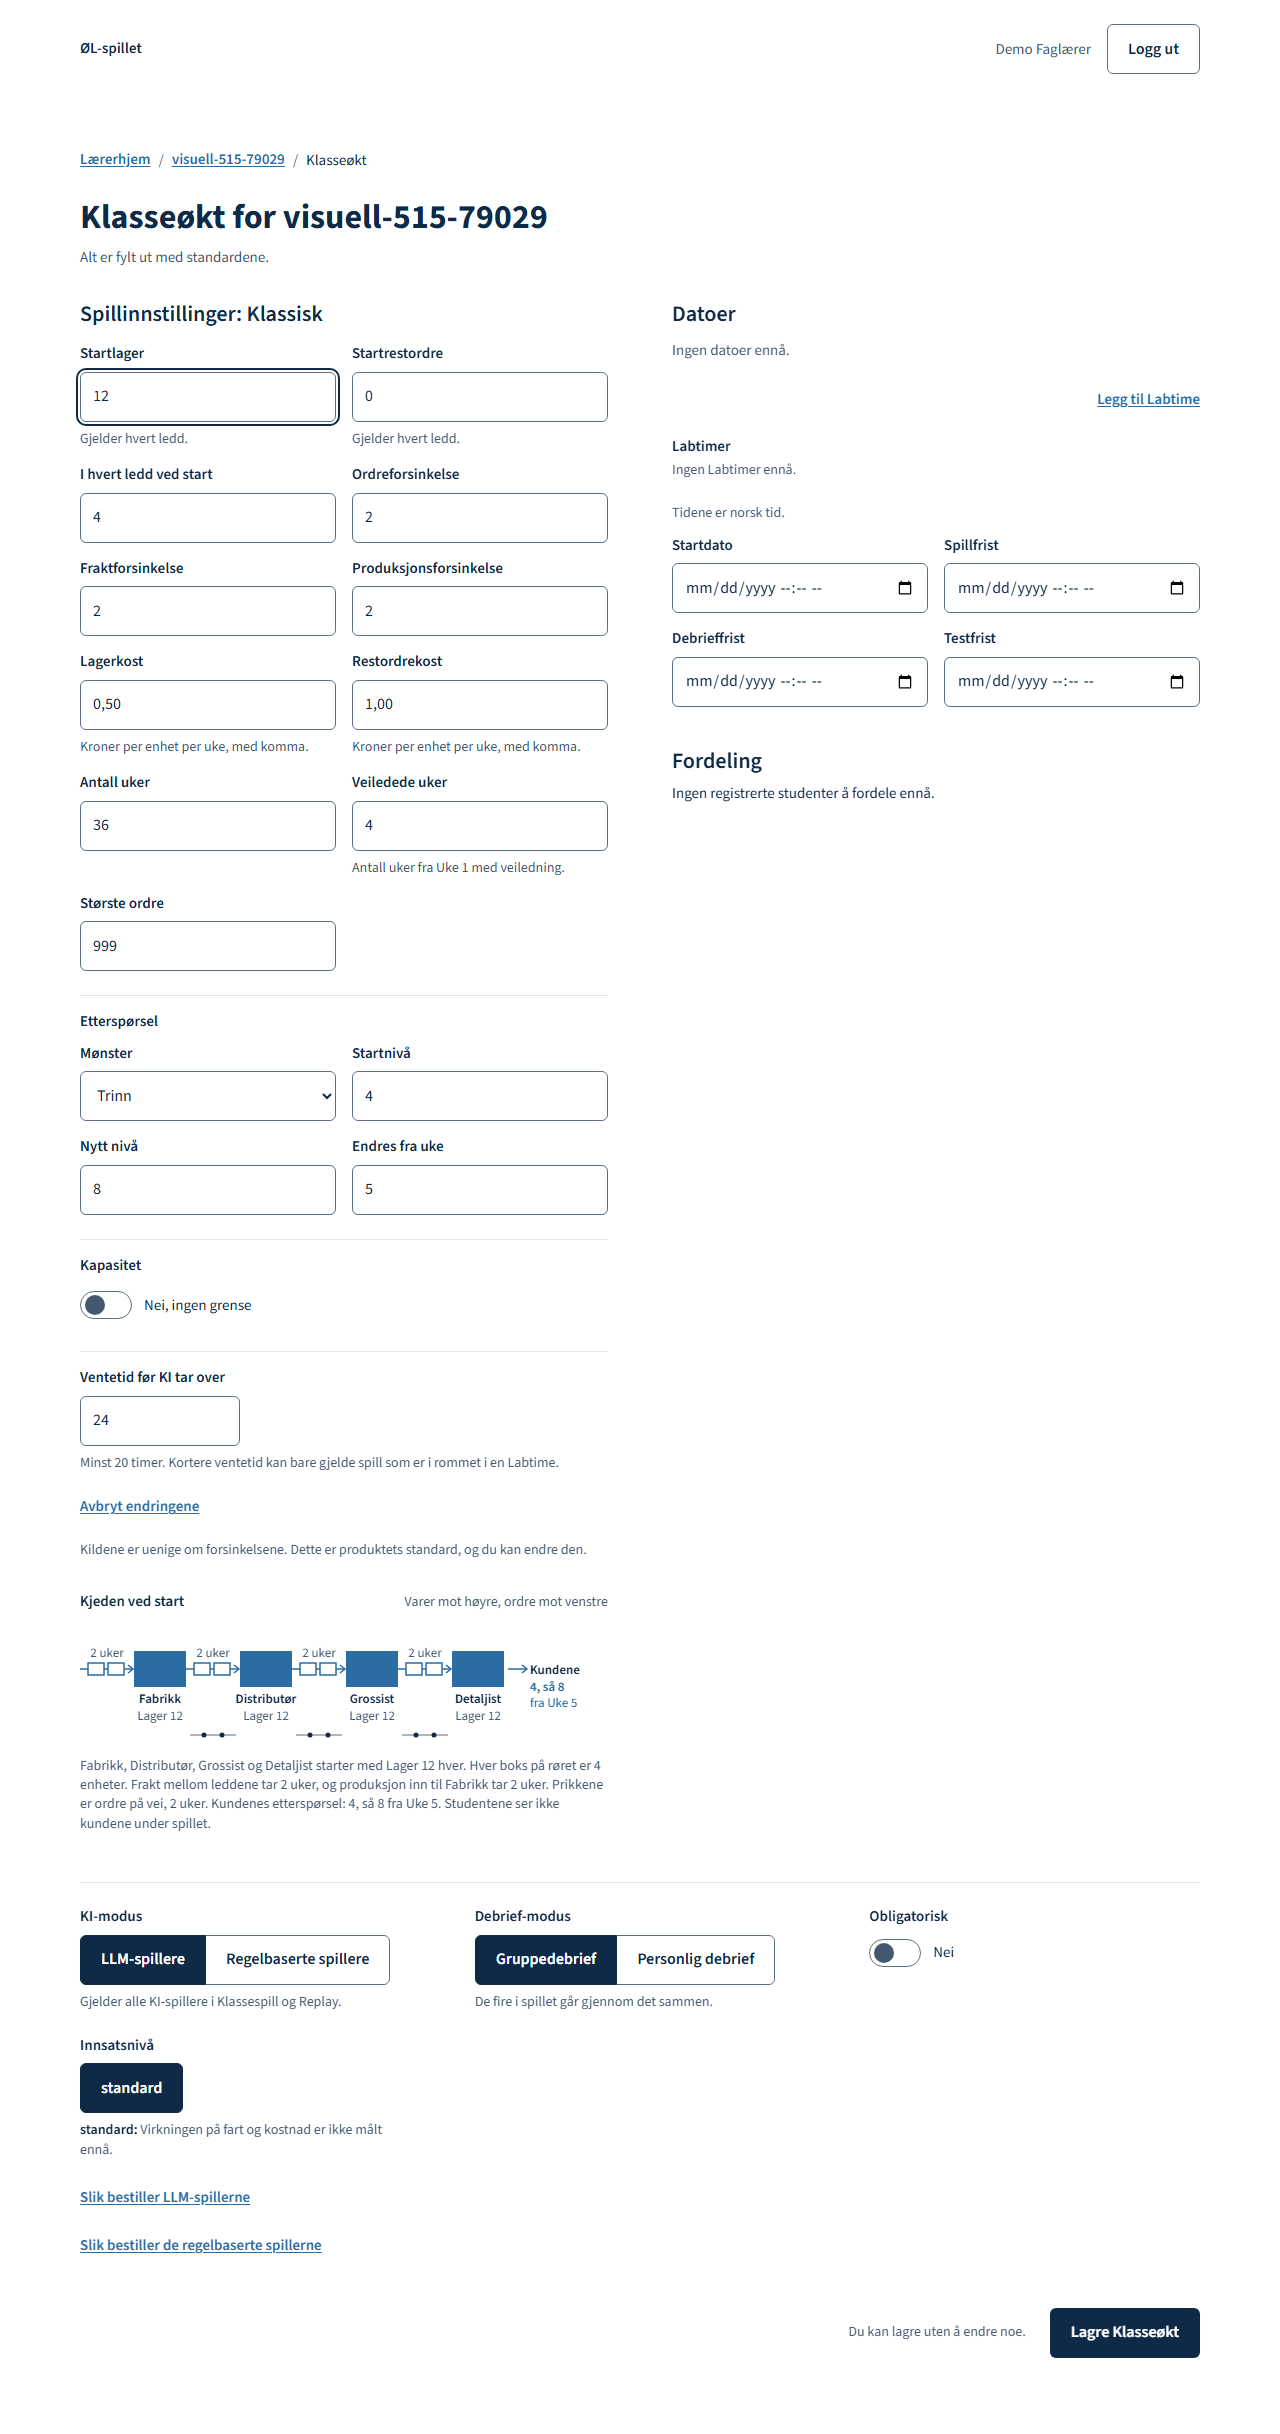 ØL-spillet
Demo Faglærer
Logg ut
Lærerhjem / visuell-515-79029 / Klasseøkt
Klasseøkt for visuell-515-79029
Alt er fylt ut med standardene.
Spillinnstillinger: Klassisk
Startlager
Startrestordre
12
0
Gjelder hvert ledd.
Gjelder hvert ledd.
I hvert ledd ved start
Ordreforsinkelse
4
2
Fraktforsinkelse
Produksjonsforsinkelse
2
2
Lagerkost
Restordrekost
0,50
1,00
Kroner per enhet per uke, med komma.
Kroner per enhet per uke, med komma.
Antall uker
Veiledede uker
36
4
Antall uker fra Uke 1 med veiledning.
Største ordre
999
Etterspørsel
Mønster
Startnivå
Trinn
4
Nytt nivå
Endres fra uke
8
5
Kapasitet
Nei, ingen grense
Ventetid før KI tar over
24
Minst 20 timer. Kortere ventetid kan bare gjelde spill som er i rommet i en Labtime.
Avbryt endringene
Kildene er uenige om forsinkelsene. Dette er produktets standard, og du kan endre den.
Kjeden ved start
Varer mot høyre, ordre mot venstre
2 uker
2 uker
2 uker
2 uker
Fabrikk
Lager 12
Distributør
Lager 12
Grossist
Lager 12
Detaljist
Lager 12
Kundene
4, så 8
fra Uke 5
Fabrikk, Distributør, Grossist og Detaljist starter med Lager 12 hver. Hver boks på røret er 4
enheter. Frakt mellom leddene tar 2 uker, og produksjon inn til Fabrikk tar 2 uker. Prikkene
er ordre på vei, 2 uker. Kundenes etterspørsel: 4, så 8 fra Uke 5. Studentene ser ikke
kundene under spillet.
Datoer
Ingen datoer ennå.
Legg til Labtime
Labtimer
Ingen Labtimer ennå.
Tidene er norsk tid.
Startdato
Spillfrist
mm/dd/yyyy --:-- --
mm/dd/yyyy --:-- --
Debrieffrist
Testfrist
mm/dd/yyyy --:-- --
mm/dd/yyyy --:-- --
Fordeling
Ingen registrerte studenter å fordele ennå.
KI-modus
LLM-spillere
Regelbaserte spillere
Gjelder alle KI-spillere i Klassespill og Replay.
Debrief-modus
Gruppedebrief
Personlig debrief
De fire i spillet går gjennom det sammen.
Obligatorisk
Nei
Innsatsnivå
standard
standard: Virkningen på fart og kostnad er ikke målt
ennå.
Slik bestiller LLM-spillerne
Slik bestiller de regelbaserte spillerne
Du kan lagre uten å endre noe.
Lagre Klasseøkt